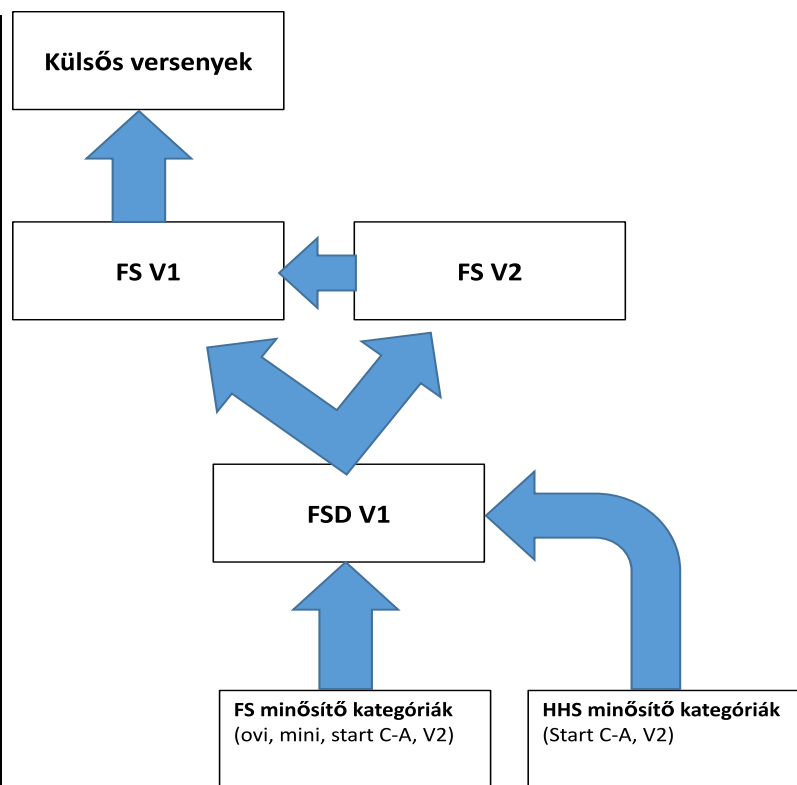 Külsős versenyek
FS V1
FS V2
FSD V1
FS minősítő kategóriák
(ovi, mini, start C-A, V2)
HHS minősítő kategóriák
(Start C-A, V2)